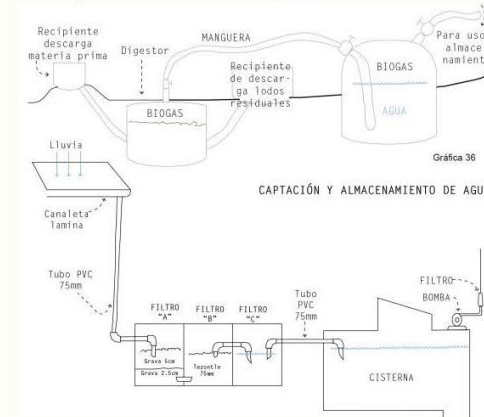 Recipiente
descarga
materia prima
Digestor
MANGUERA
Recipiente
de descar-
ga lodos
residuales
BIOGAS
BIOGAS
AGUA
Para uso
almace
namient
Gráfica 36
CAPTACIÓN Y ALMACENAMIENTO DE AGU
Lluvia
Canaleta
lamina
Tubo PVC
75mm
FILTRO
"A"
FILTRO
"B"
FILTRO
"C"
Grava 5cm
Grava 2.5cm
Tezontle
75mm
Tubo
PVC
75mm
FILTRO
BOMBA
CISTERNA